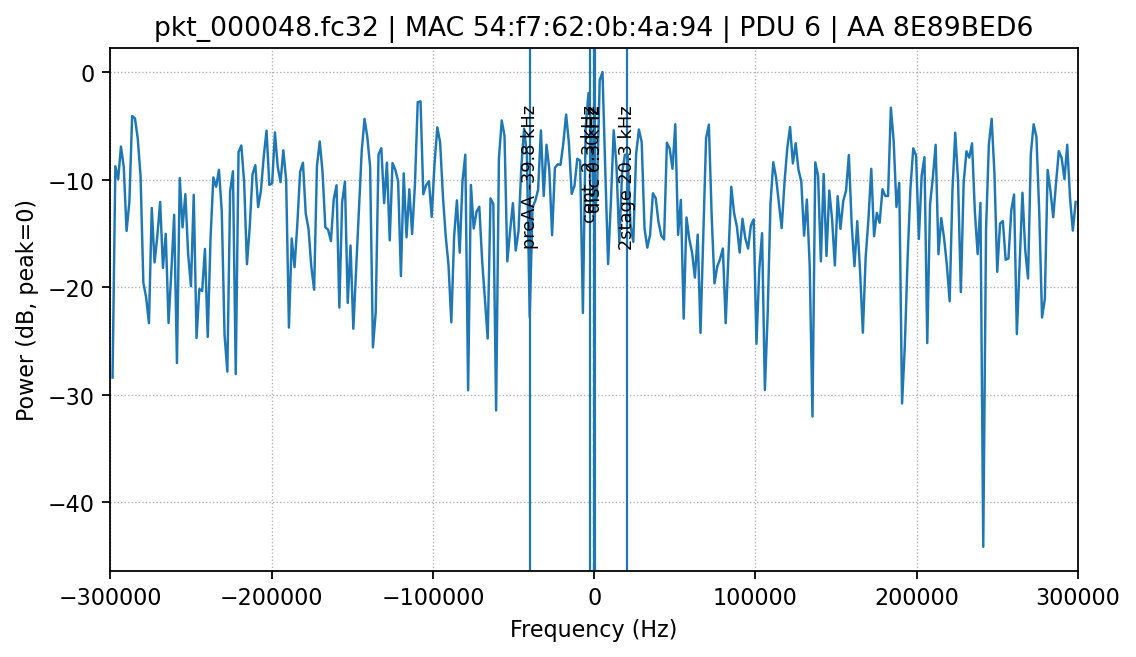 pkt_000048.fc32 | MAC 54:f7:62:0b:4a:94 | PDU 6 | AA 8E89BED6
Power (dB, peak=0)
0
−10
−20
−30
−40
preAA -39.8 kHz
2stage 20.3 kHz
−300000
−200000
−100000
0
100000
200000
300000
Frequency (Hz)